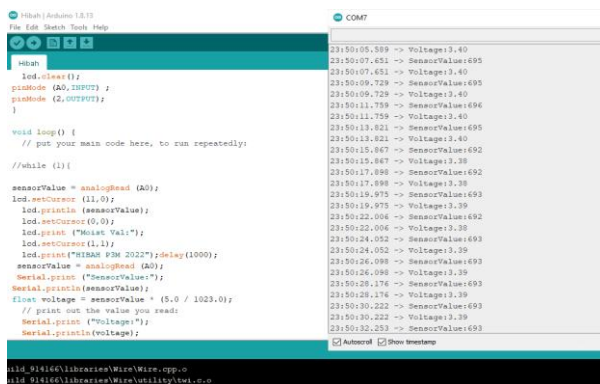 Hibah | Arduino 1.8.15
File Edit Sketch Tools Help
Hibah
lcd.clear();
pinMode (A0,INPUT) ;
pinMode (2,OUTPUT);
}
void loop() {
// put your main code here, to run repeatedly:
//while (1){
sensorValue = analogRead (A0);
lcd.setCursor (11,0);
lcd.println (sensorValue);
lcd.setCursor(0,0);
lcd.print ("Moist Val:");
lcd.setCursor(1,1);
lcd.print("HIBAH P3M 2022");delay(1000);
sensorValue = analogRead (A0);
Serial.print ("SensorValue:");
Serial.println(sensorValue);
float voltage = sensorValue * (5.0 / 1023.0);
// print out the value you read:
Serial.print ("Voltage:");
Serial.println(voltage);
uild_914166\libraries\Wire\Wire.cpp.o
uild_914166\libraries\Wire\utility\twi.c.o
COM7
23:50:05.589 -> Voltage:3.40
23:50:07.651 -> SensorValue:695
23:50:07.651 -> Voltage:3.40
23:50:09.729 -> SensorValue:695
23:50:09.729 -> Voltage:3.40
23:50:11.759 -> SensorValue:696
23:50:11.759 -> Voltage:3.40
23:50:13.821 -> SensorValue:695
23:50:13.821 -> Voltage:3.40
23:50:15.867 -> SensorValue:692
23:50:15.867 -> Voltage:3.38
23:50:17.898 -> SensorValue:692
23:50:17.898 -> Voltage:3.38
23:50:19.975 -> SensorValue:693
23:50:19.975 -> Voltage:3.39
23:50:22.006 -> SensorValue:692
23:50:22.006 -> Voltage:3.38
23:50:24.052 -> SensorValue:693
23:50:24.052 -> Voltage:3.39
23:50:26.098 -> SensorValue:693
23:50:26.098 -> Voltage:3.39
23:50:28.176 -> SensorValue:693
23:50:28.176 -> Voltage:3.39
23:50:30.222 -> SensorValue:693
23:50:30.222 -> Voltage:3.39
23:50:32.253 -> SensorValue:693
Autoscroll Show timestamp